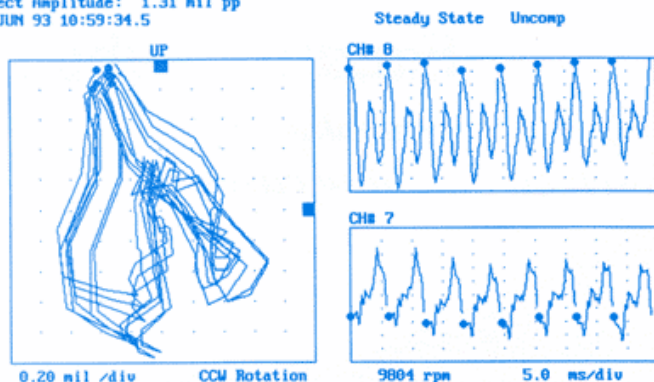 ect Amplitude: 1.31 mil pp
JUN 93 10:59:34.5
Steady State Uncomp
UP
CH# 8
CH# 7
0.20 mil /div CCW Rotation
9804 rpm 5.0 ms/div